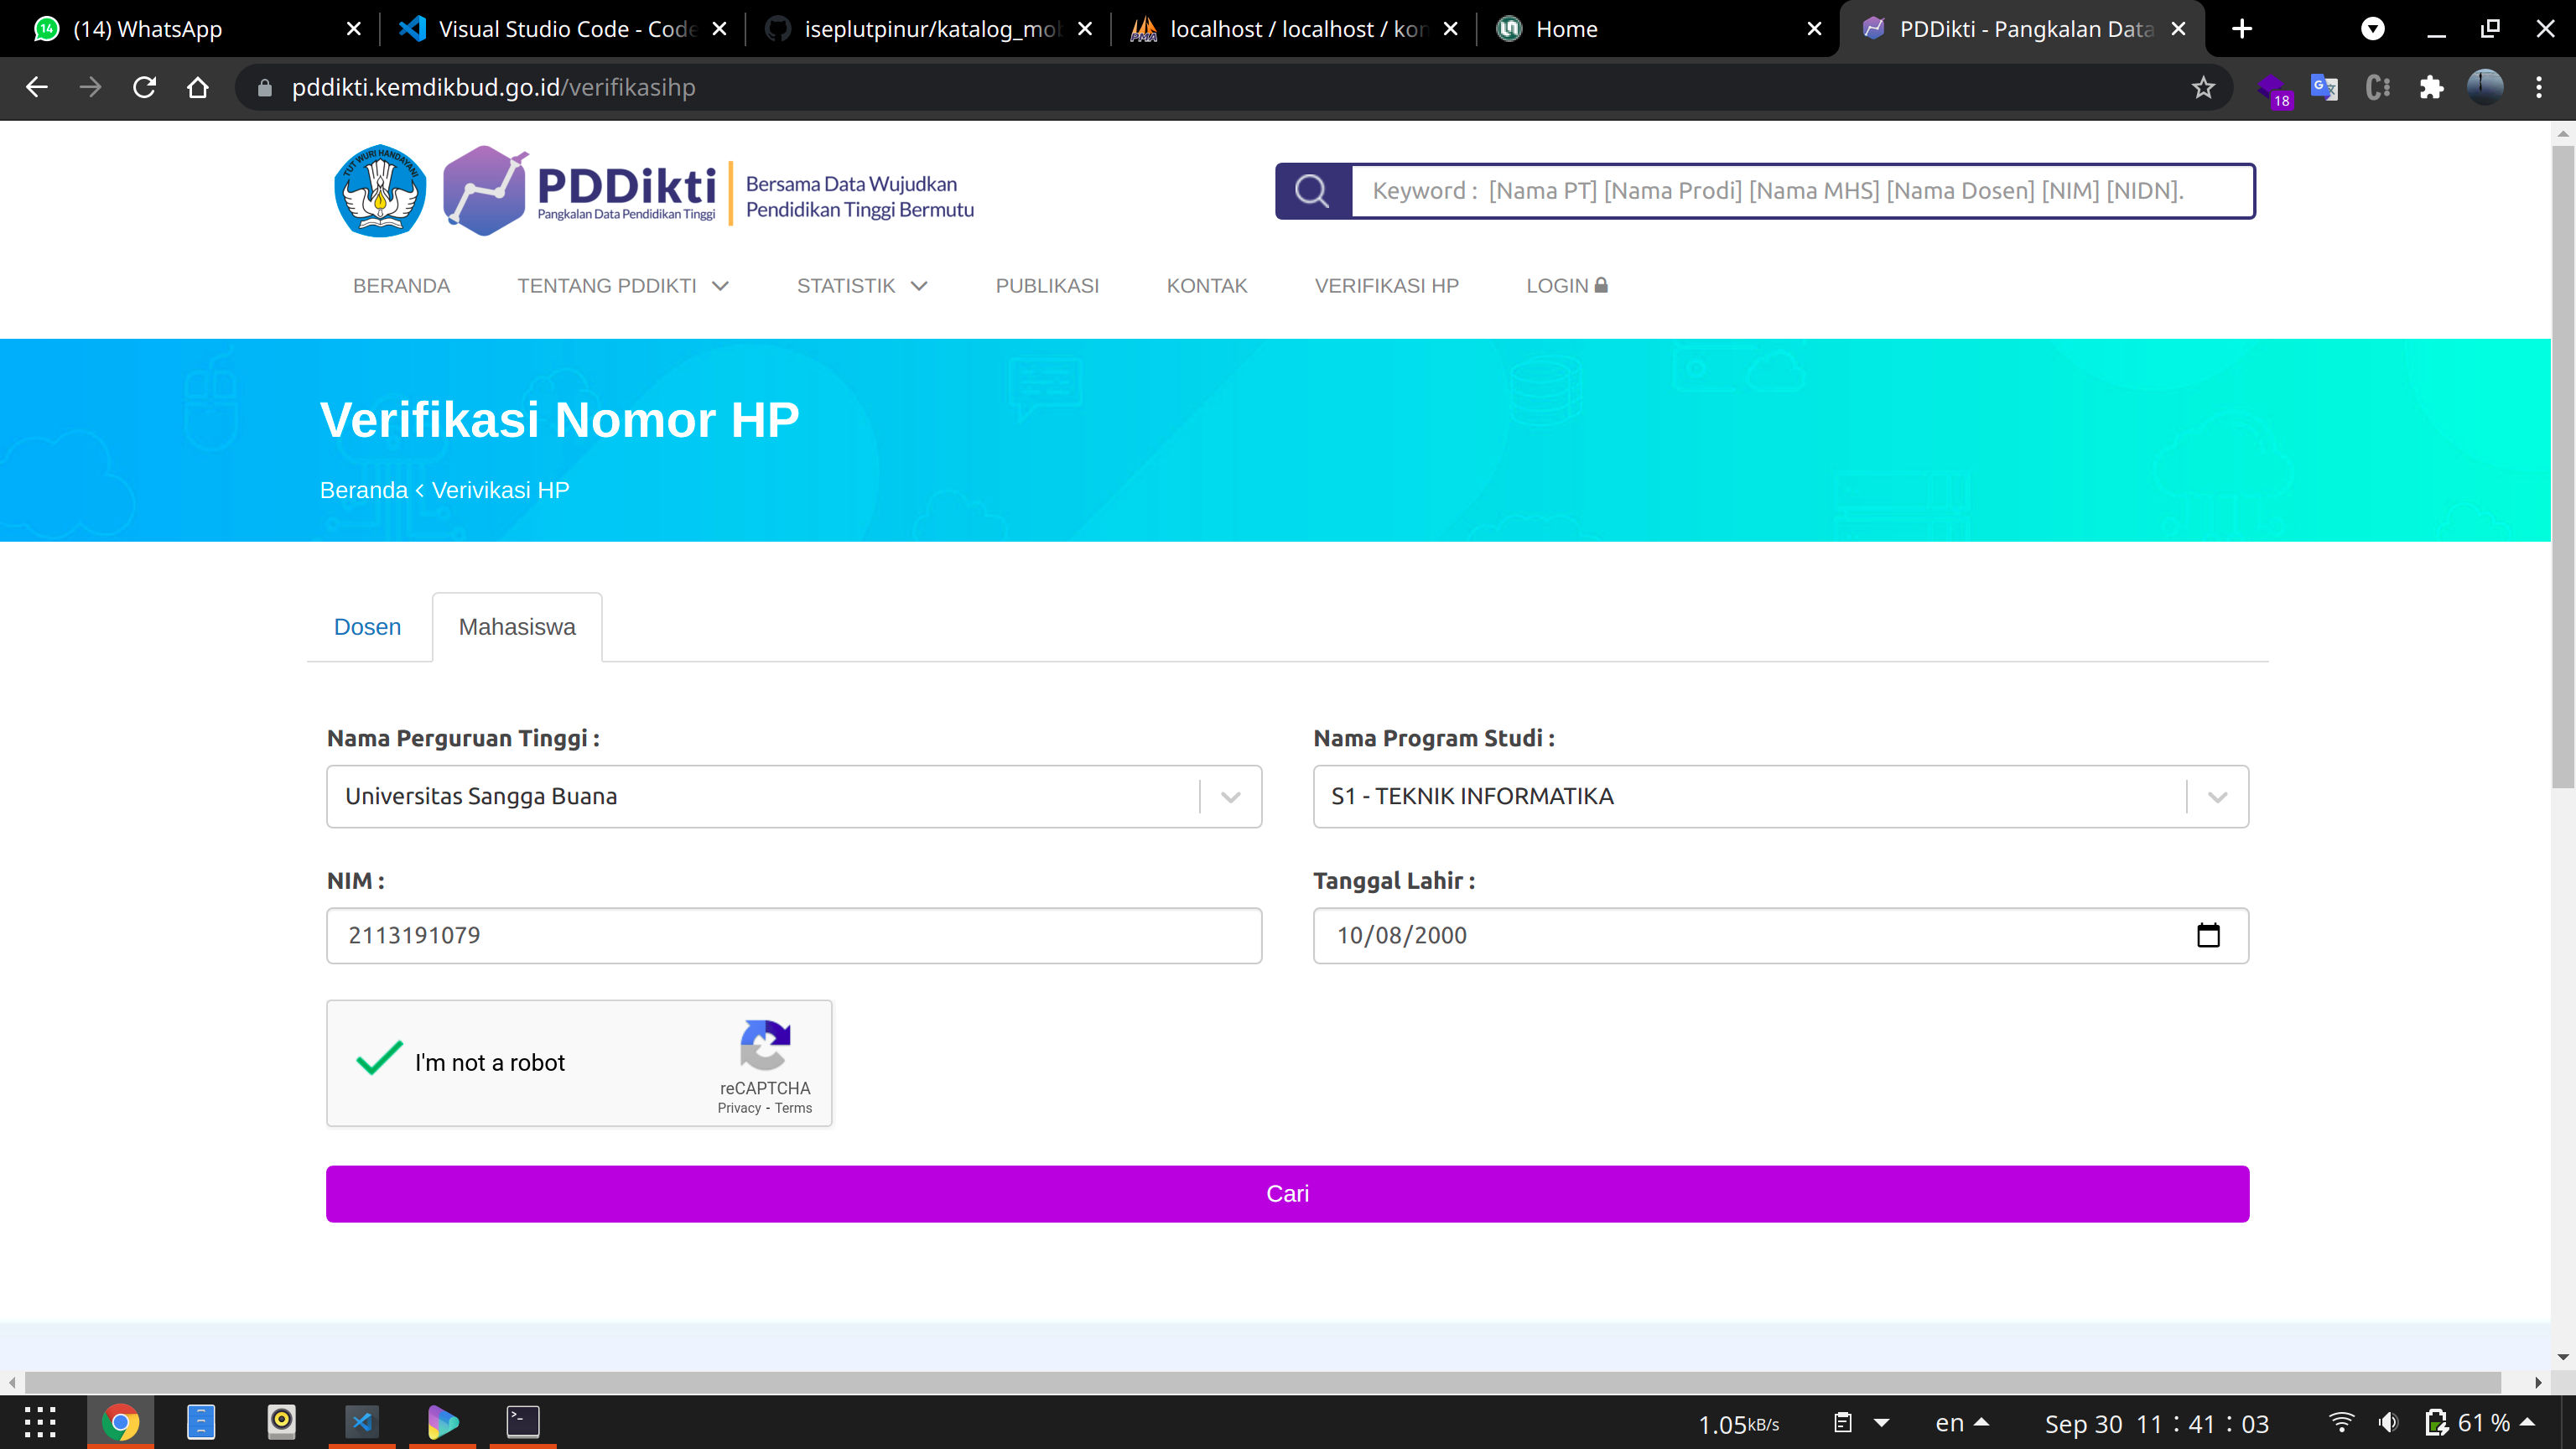 (14) WhatsApp
Visual Studio Code - Code
iseplutpinur/katalog_mob
localhost / localhost / kon
Home
PDDikti - Pangkalan Data
pddikti.kemdikbud.go.id/verifikasihp
18
TUT WURI HANDAYANI
PDDikti
Pangkalan Data Pendidikan Tinggi
Bersama Data Wujudkan
Pendidikan Tinggi Bermutu
Keyword : [Nama PT] [Nama Prodi] [Nama MHS] [Nama Dosen] [NIM] [NIDN].
BERANDA TENTANG PDDIKTI STATISTIK PUBLIKASI KONTAK VERIFIKASI HP LOGIN
Verifikasi Nomor HP
Beranda < Verivikasi HP
Dosen Mahasiswa
Nama Perguruan Tinggi :
Universitas Sangga Buana
Nama Program Studi :
S1 - TEKNIK INFORMATIKA
NIM :
2113191079
Tanggal Lahir :
10/08/2000
I'm not a robot
reCAPTCHA
Privacy - Terms
Cari
1.05kB/s en Sep 30 11 : 41 : 03 61 %